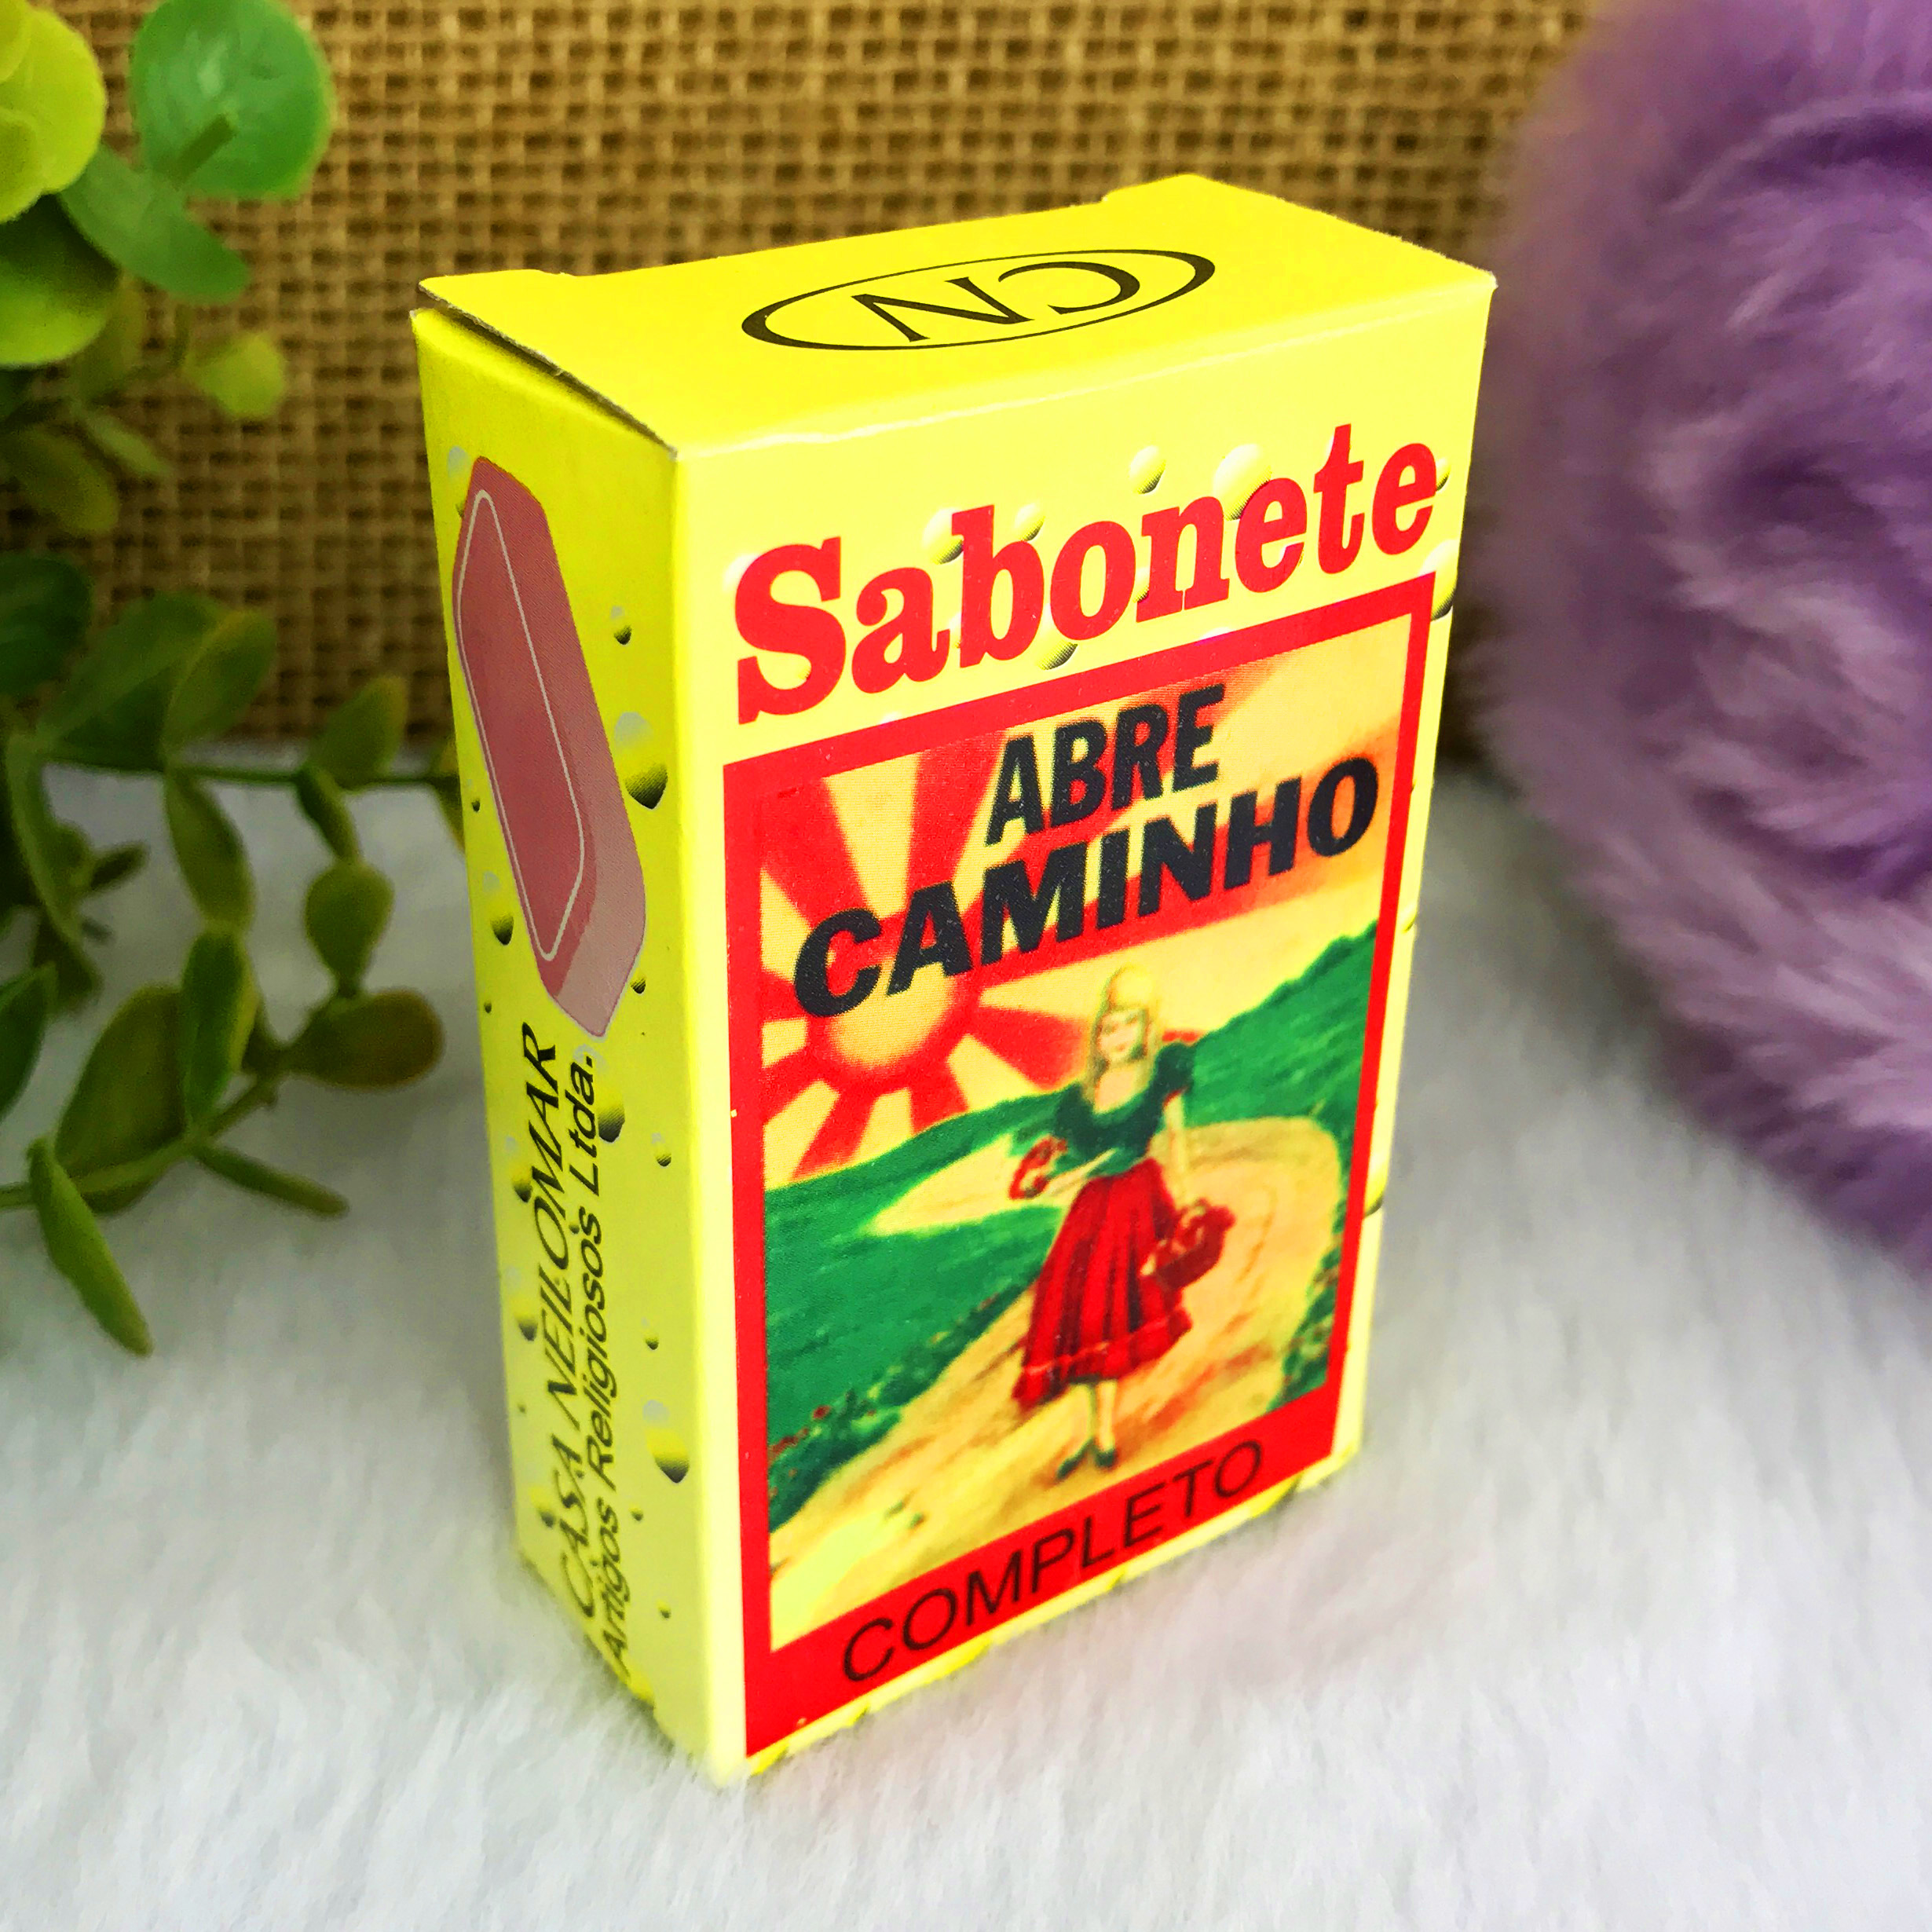 CN
Sabonete
ABRE
CAMINHO
COMPLETO
CASA NEILOMAR
Artigos Religiosos Ltda.